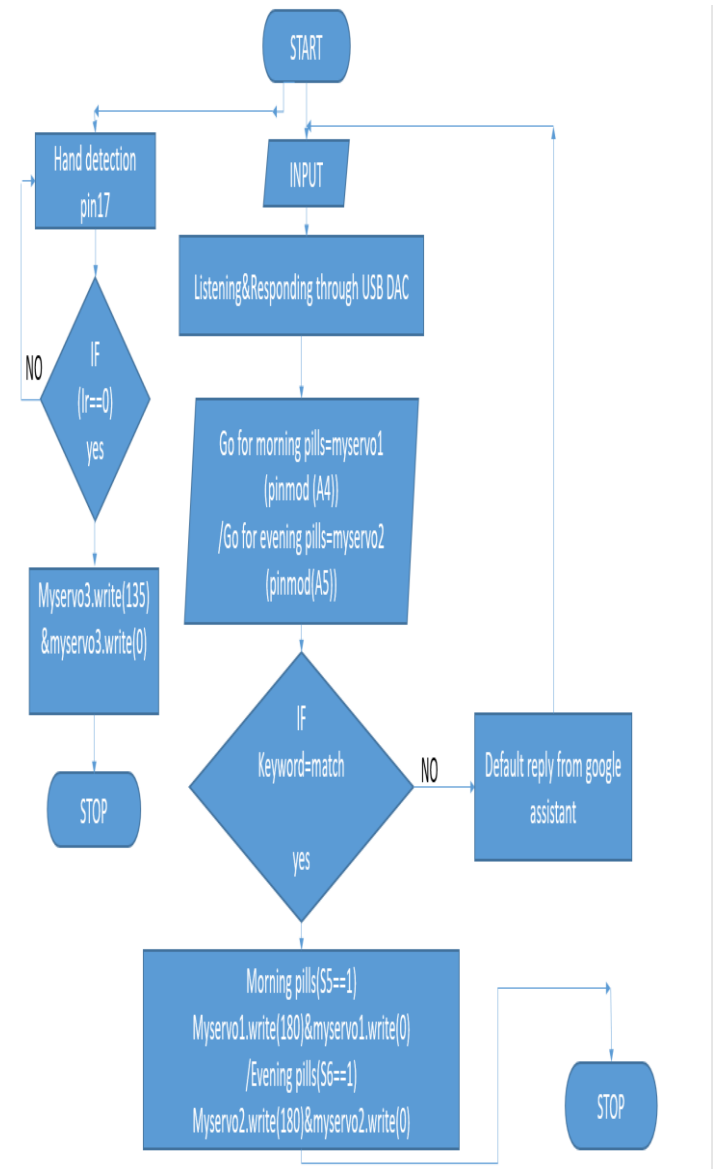 START
Hand detection
pin17
IF
(Ir==0)
yes
NO
Myservo3.write(135)
&myservo3.write(0)
STOP
INPUT
Listening&Responding through USB DAC
Go for morning pills=myservo1
(pinmod (A4))
/Go for evening pills=myservo2
(pinmod(A5))
IF
Keyword=match
yes
NO
Default reply from google
assistant
Morning pills(S5==1)
Myservo1.write(180)&myservo1.write(0)
/Evening pills(S6==1)
Myservo2.write(180)&myservo2.write(0)
STOP